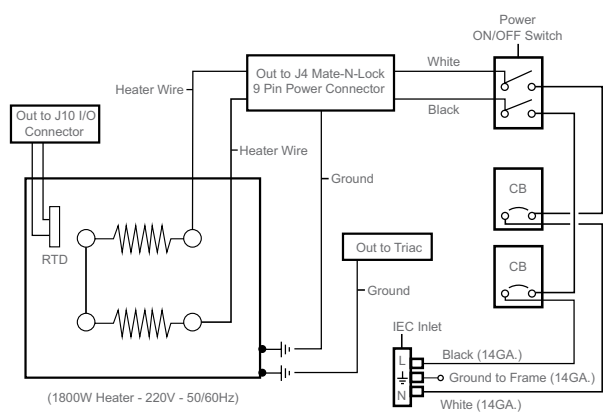 Power
ON/OFF Switch
Out to J4 Mate-N-Lock
9 Pin Power Connector
White
Black
Heater Wire
Out to J10 I/O
Connector
Heater Wire
Ground
CB
RTD
Out to Triac
CB
Ground
IEC Inlet
L
Black (14GA.)
Ground to Frame (14GA.)
N
White (14GA.)
(1800W Heater - 220V - 50/60Hz)